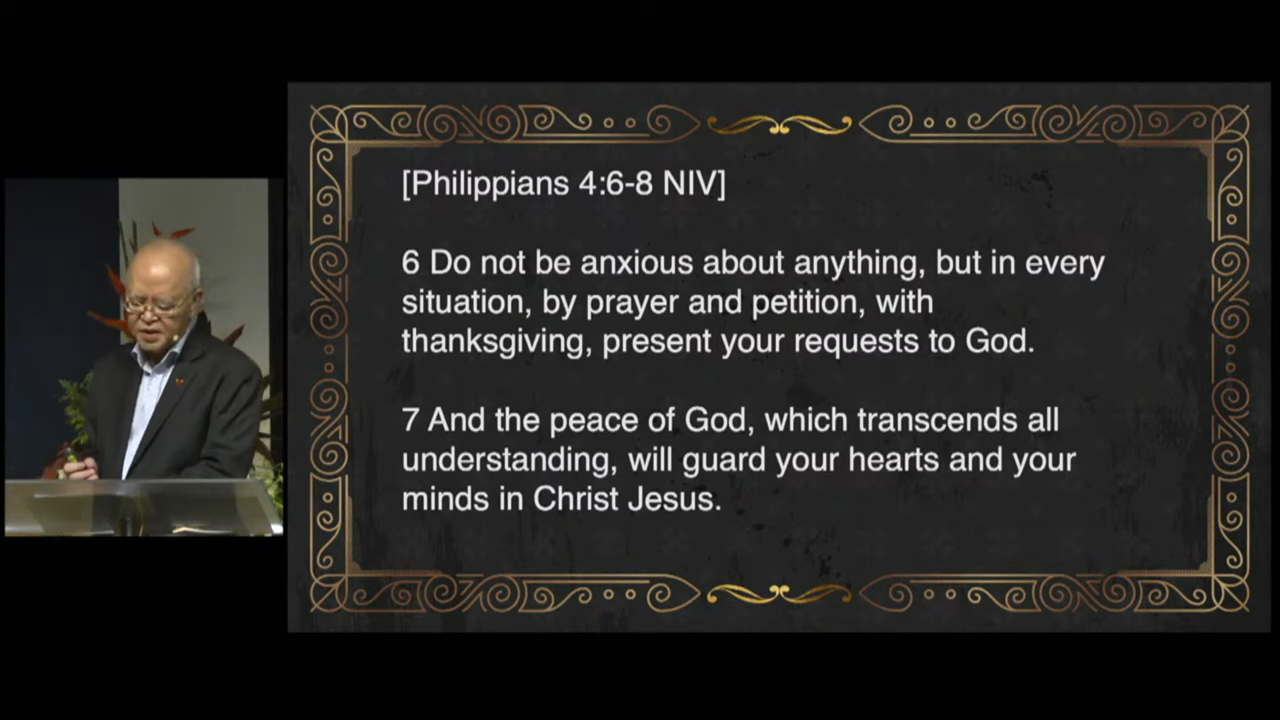 [Philippians 4:6-8 NIV]
6 Do not be anxious about anything, but in every
situation, by prayer and petition, with
thanksgiving, present your requests to God.
7 And the peace of God, which transcends all
understanding, will guard your hearts and your
minds in Christ Jesus.